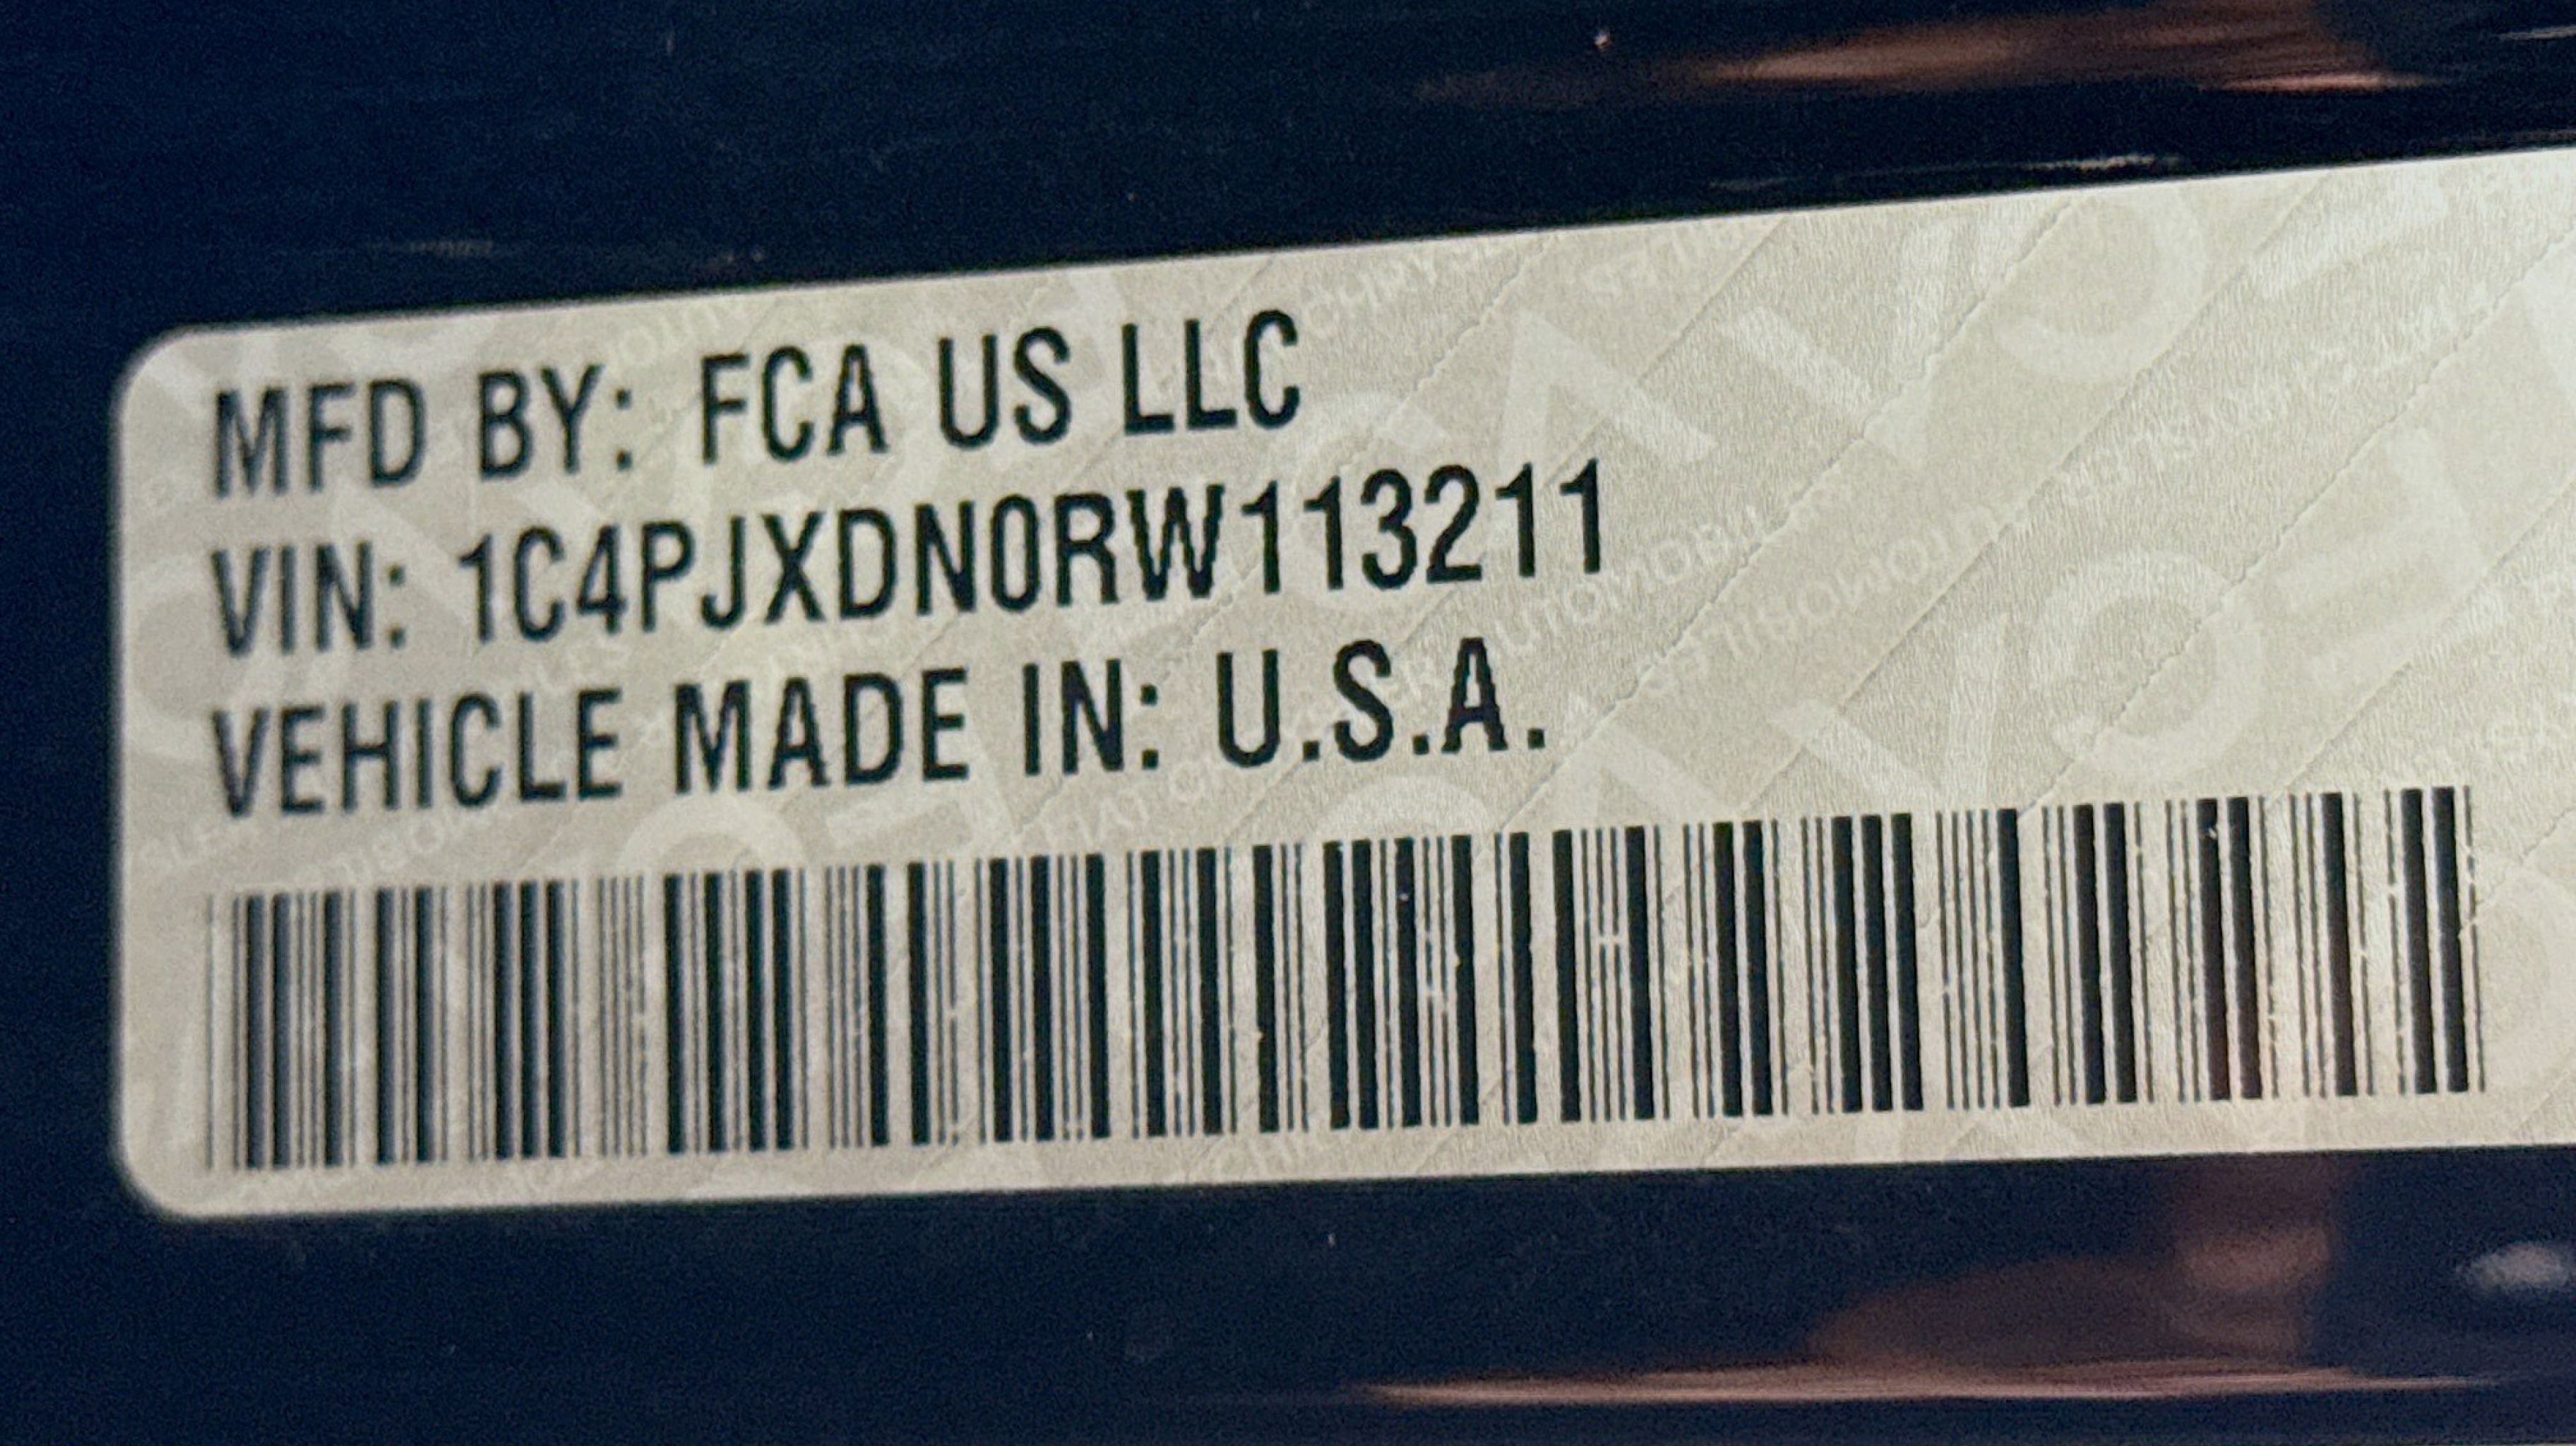 MFD BY: FCA US LLC
VIN: 1C4PJXDN0RW113211
VEHICLE MADE IN: U.S.A.